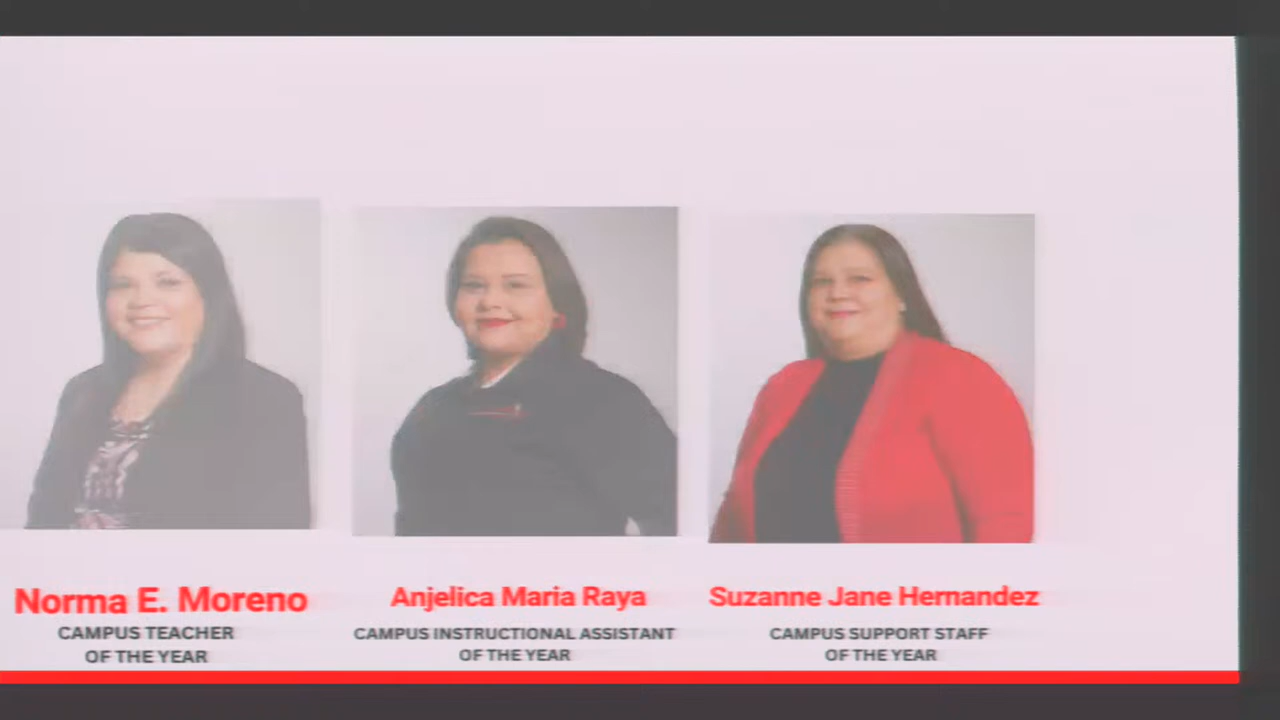 Norma E. Moreno
CAMPUS TEACHER
OF THE YEAR
Anjelica Maria Raya
CAMPUS INSTRUCTIONAL ASSISTANT
OF THE YEAR
Suzanne Jane Hernandez
CAMPUS SUPPORT STAFF
OF THE YEAR